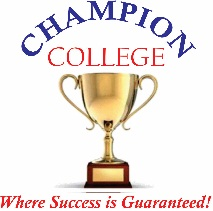 CHAMPION
COLLEGE
Where Success is Guaranteed!